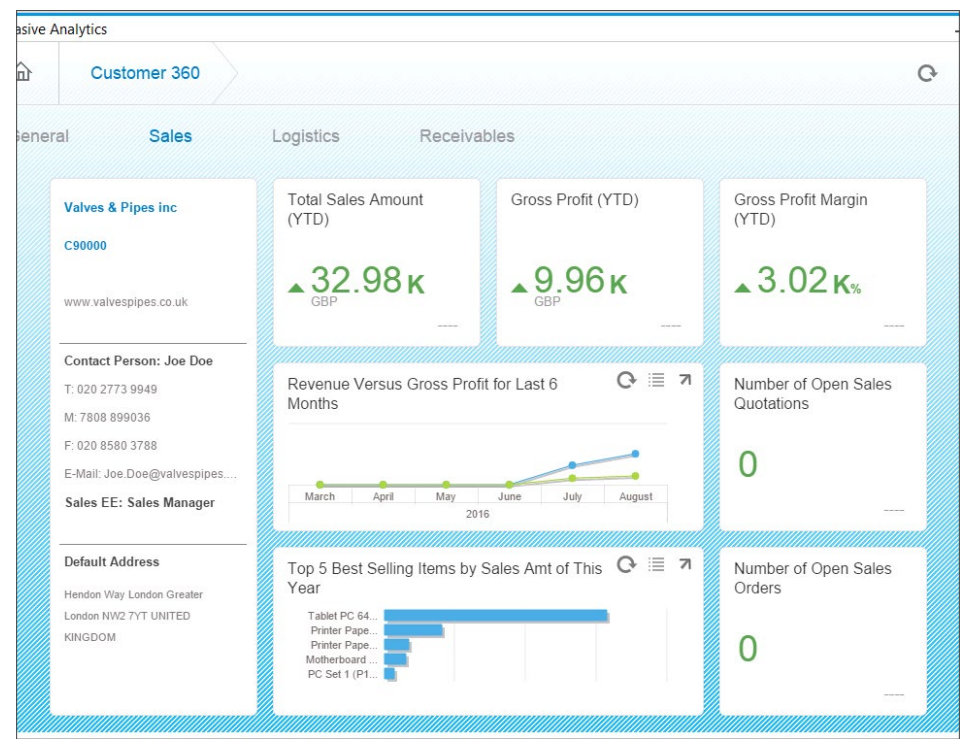 asive Analytics
Customer 360
General Sales Logistics Receivables
Valves & Pipes inc
C90000
www.valvespipes.co.uk
Contact Person: Joe Doe
T: 020 2773 9949
M: 7808 899036
F: 020 8580 3788
E-Mail: Joe.Doe@valvespipes....
Sales EE: Sales Manager
Default Address
Hendon Way London Greater
London NW2 7YT UNITED
KINGDOM
Total Sales Amount
(YTD)
32.98 K
GBP
----
Gross Profit (YTD)
9.96 K
GBP
----
Gross Profit Margin
(YTD)
3.02 K%
----
Revenue Versus Gross Profit for Last 6
Months
March April May June July August
2016
Number of Open Sales
Quotations
0
----
Top 5 Best Selling Items by Sales Amt of This
Year
Tablet PC 64...
Printer Pape...
Printer Pape...
Motherboard ...
PC Set 1 (P1...
Number of Open Sales
Orders
0
----